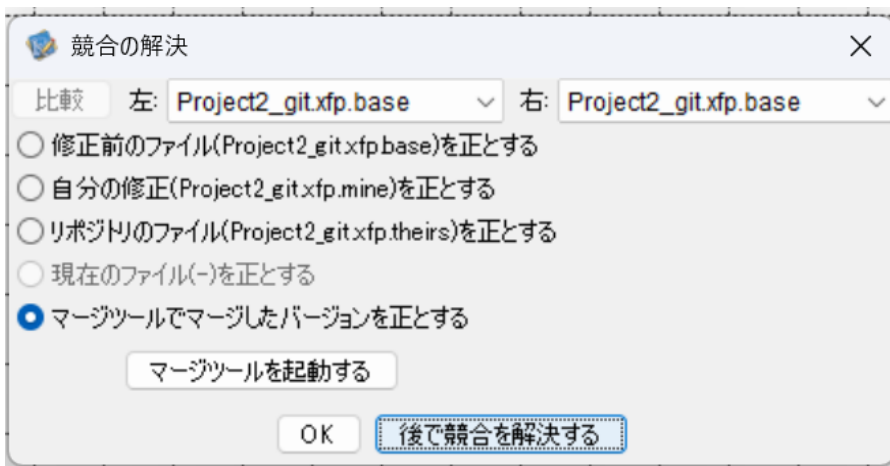 競合の解決
比較 左: Project2_git.xfp.base 右: Project2_git.xfp.base
修正前のファイル(Project2_git.xfp.base)を正とする
自分の修正(Project2_git.xfp.mine)を正とする
リポジトリのファイル(Project2_git.xfp.theirs)を正とする
現在のファイル(-)を正とする
マージツールでマージしたバージョンを正とする
マージツールを起動する
OK 後で競合を解決する